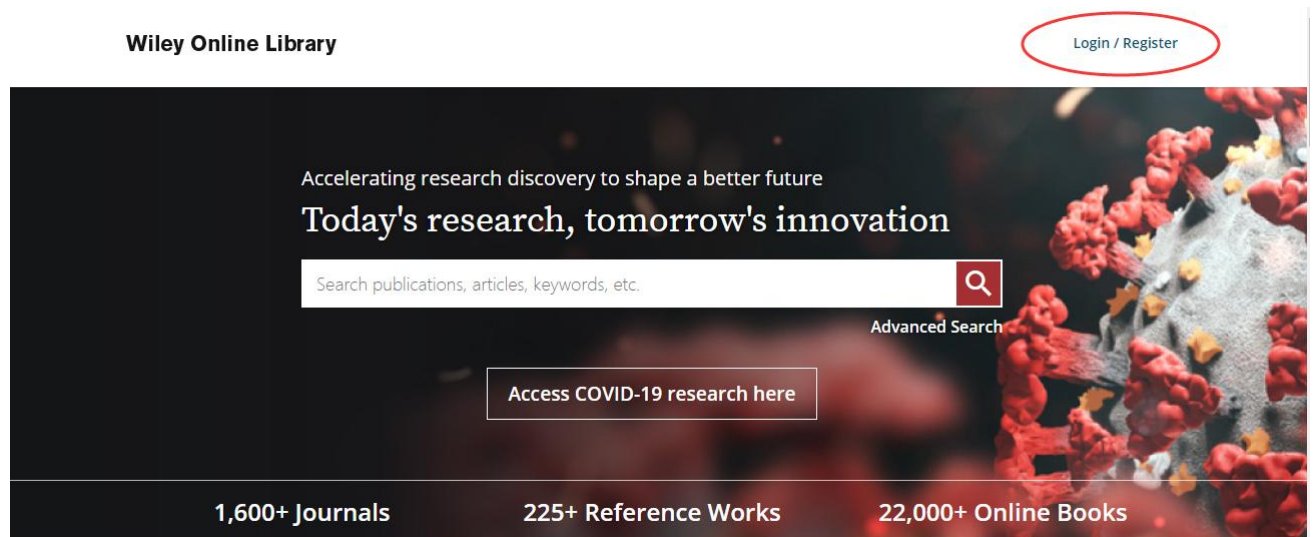 Wiley Online Library
Login / Register
Accelerating research discovery to shape a better future
Today's research, tomorrow's innovation
Search publications, articles, keywords, etc.
Advanced Search
Access COVID-19 research here
1,600+ Journals
225+ Reference Works
22,000+ Online Books